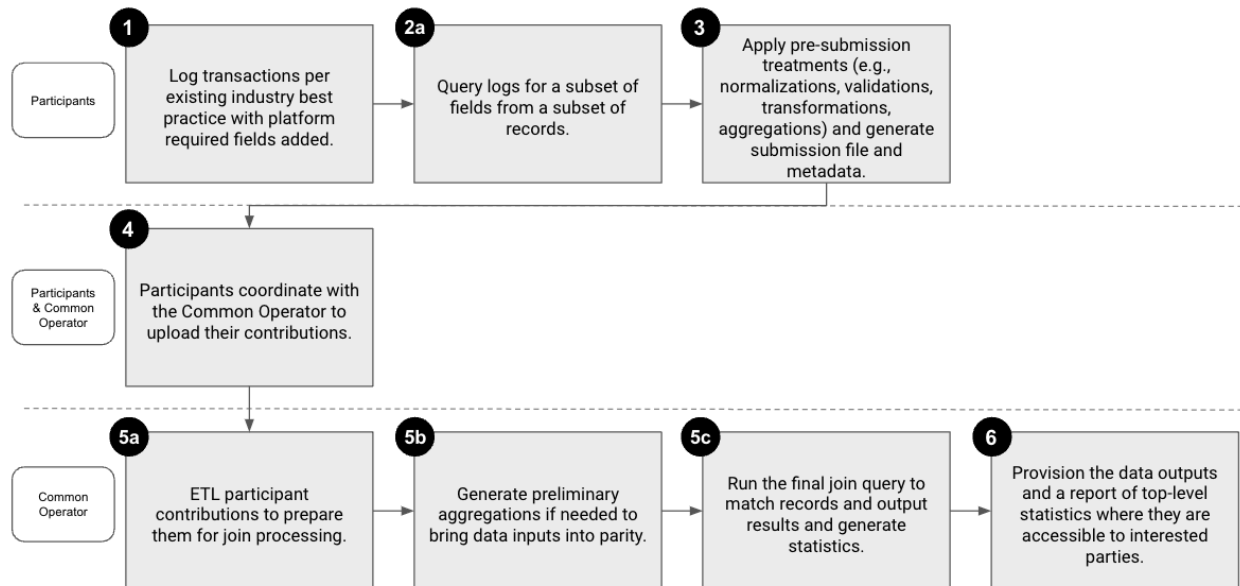 1
2a
3
Participants
Log transactions per
existing industry best
practice with platform
required fields added.
Query logs for a subset of
fields from a subset of
records.
Apply pre-submission
treatments (e.g.,
normalizations, validations,
transformations,
aggregations) and generate
submission file and
metadata.
4
Participants
& Common
Operator
Participants coordinate with
the Common Operator to
upload their contributions.
5a
5b
5c
6
Common
Operator
ETL participant
contributions to prepare
them for join processing.
Generate preliminary
aggregations if needed to
bring data inputs into parity.
Run the final join query to
match records and output
results and generate
statistics.
Provision the data outputs
and a report of top-level
statistics where they are
accessible to interested
parties.